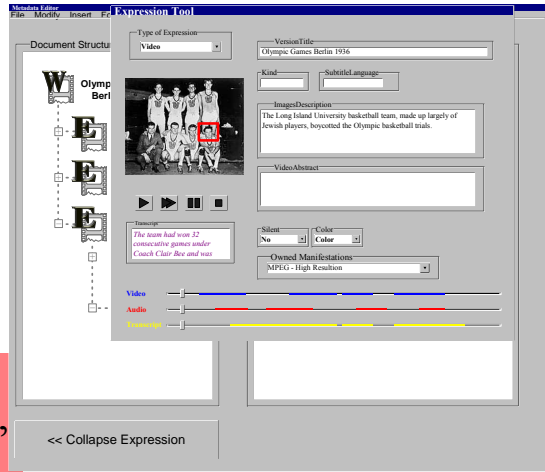 Metadata Editor
File Modify Insert
Expression Tool
Document Structu
W
Olymp
Berl
E
E
E
Type of Expression
Video
VersionTitle
Olympic Games Berlin 1936
Kind
SubtitleLanguage
ImagesDescription
The Long Island University basketball team, made up largely of
Jewish players, boycotted the Olympic basketball trials.
VideoAbstract
Transcript
The team had won 32
consecutive games under
Coach Clair Bee and was
Silent
No
Color
Color
Owned Manifestations
MPEG - High Resultion
Video
Audio
Transcript
<< Collapse Expression